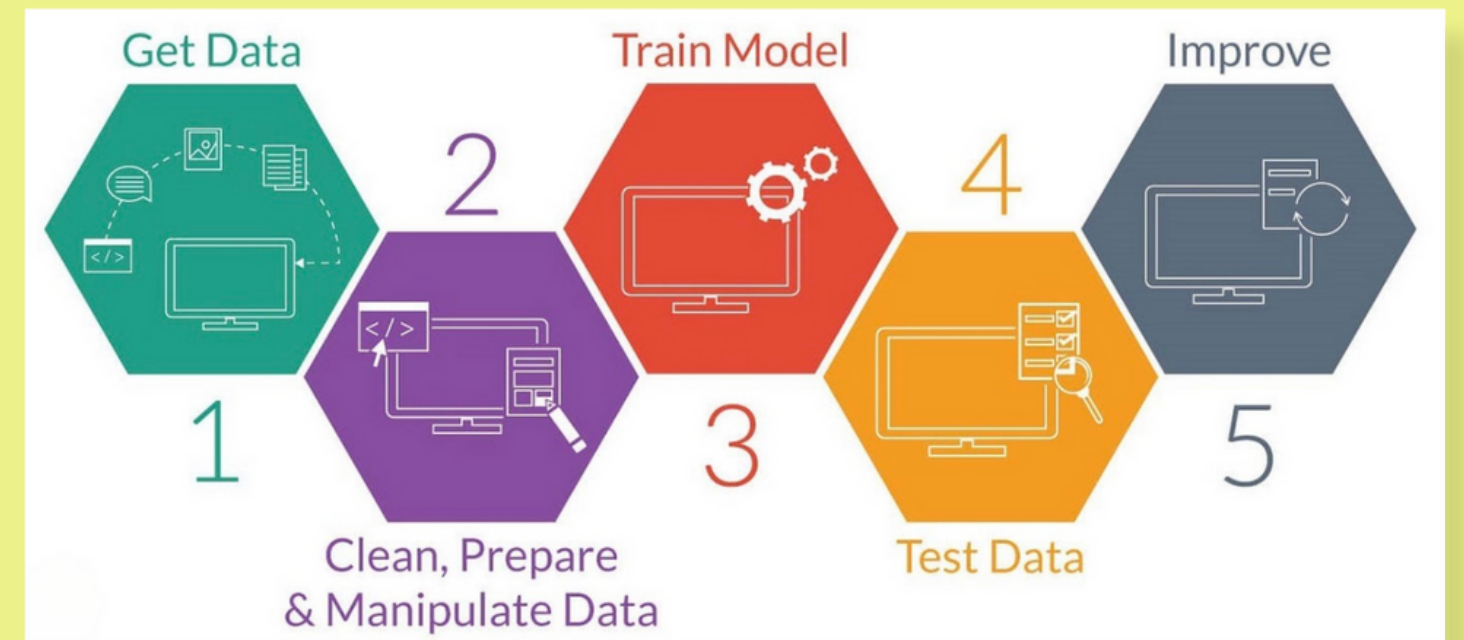 Get Data
1
2
Clean, Prepare
& Manipulate Data
Train Model
3
4
Test Data
Improve
5
</>
</>